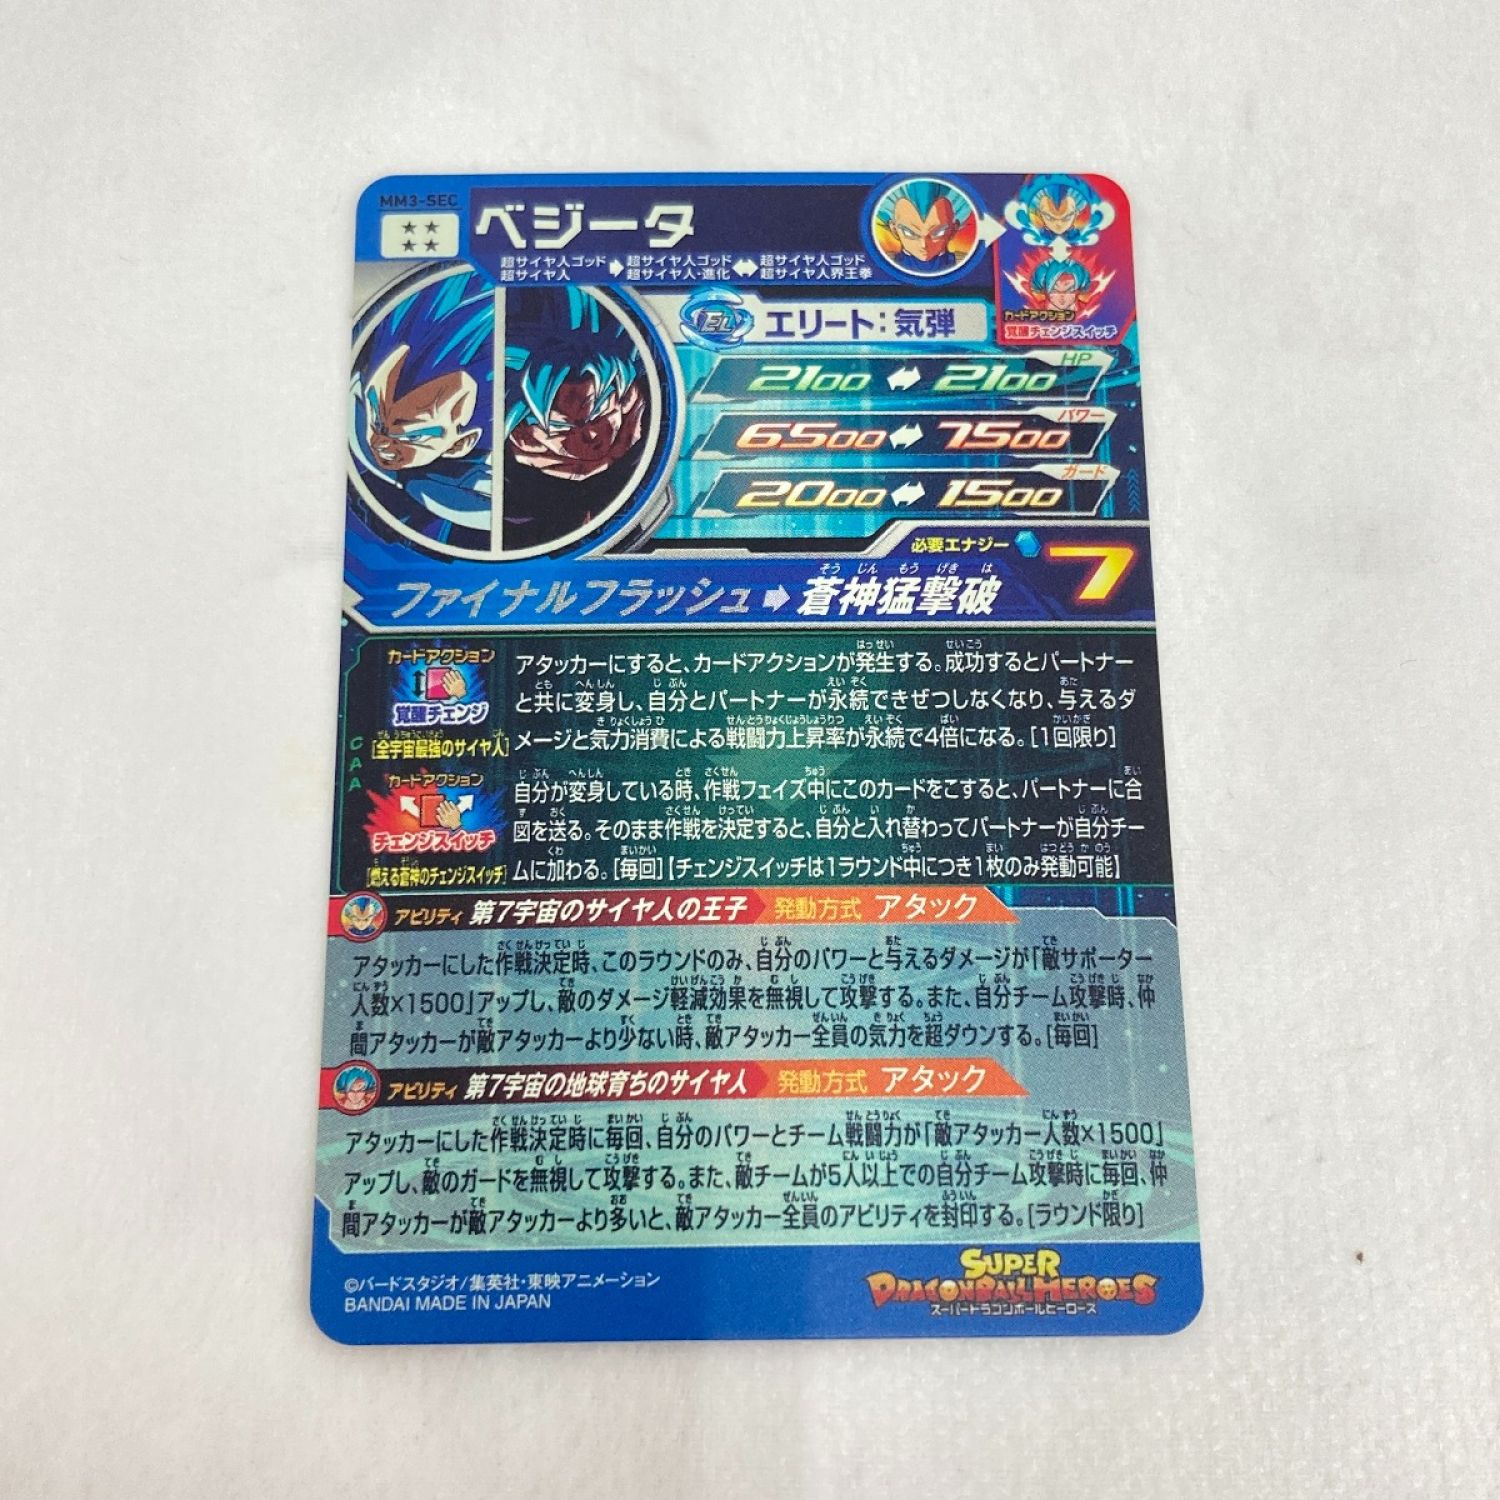 MM3-SEC
ベジータ
超サイヤ人ゴッド 超サイヤ人 ➡ 超サイヤ人ゴッド 超サイヤ人・進化 ⬌ 超サイヤ人ゴッド 超サイヤ人界王拳
カードアクション
覚醒チェンジスイッチ
EL エリート:気弾
HP
2100 ⬌ 2100
パワー
6500 ⬌ 7500
ガード
2000 ⬌ 1500
必要エナジー 7
ファイナルフラッシュ➡蒼神猛撃破
CAA
カードアクション
覚醒チェンジ
[全宇宙最強のサイヤ人]
アタッカーにすると、カードアクションが発生する。成功するとパートナー
と共に変身し、自分とパートナーが永続できぜつしなくなり、与えるダ
メージと気力消費による戦闘力上昇率が永続で4倍になる。[1回限り]
カードアクション
チェンジスイッチ
[燃える蒼神のチェンジスイッチ]
自分が変身している時、作戦フェイズ中にこのカードをこすると、パートナーに合
図を送る。そのまま作戦を決定すると、自分と入れ替わってパートナーが自分チー
ムに加わる。[毎回]【チェンジスイッチは1ラウンド中につき1枚のみ発動可能】
アビリティ 第7宇宙のサイヤ人の王子 発動方式 アタック
アタッカーにした作戦決定時、このラウンドのみ、自分のパワーと与えるダメージが「敵サポーター
人数×1500」アップし、敵のダメージ軽減効果を無視して攻撃する。また、自分チーム攻撃時、仲
間アタッカーが敵アタッカーより少ない時、敵アタッカー全員の気力を超ダウンする。[毎回]
アビリティ 第7宇宙の地球育ちのサイヤ人 発動方式 アタック
アタッカーにした作戦決定時に毎回、自分のパワーとチーム戦闘力が「敵アタッカー人数×1500」
アップし、敵のガードを無視して攻撃する。また、敵チームが5人以上での自分チーム攻撃時に毎回、仲
間アタッカーが敵アタッカーより多いと、敵アタッカー全員のアビリティを封印する。[ラウンド限り]
©バードスタジオ/集英社・東映アニメーション
BANDAI MADE IN JAPAN
SUPER
DRAGONBALL HEROES
スーパードラゴンボールヒーローズ